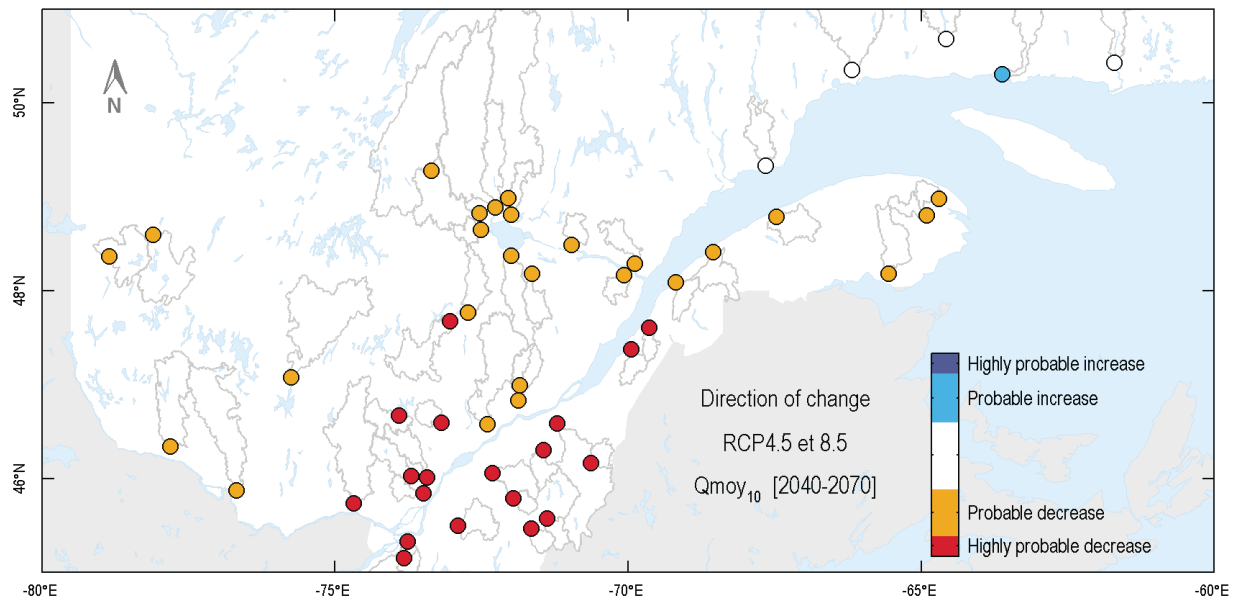 N
50°N
48°N
46°N
Direction of change
RCP4.5 et 8.5
Qmoy10 [2040-2070]
Highly probable increase
Probable increase
Probable decrease
Highly probable decrease
-80°E
-75°E
-70°E
-65°E
-60°E